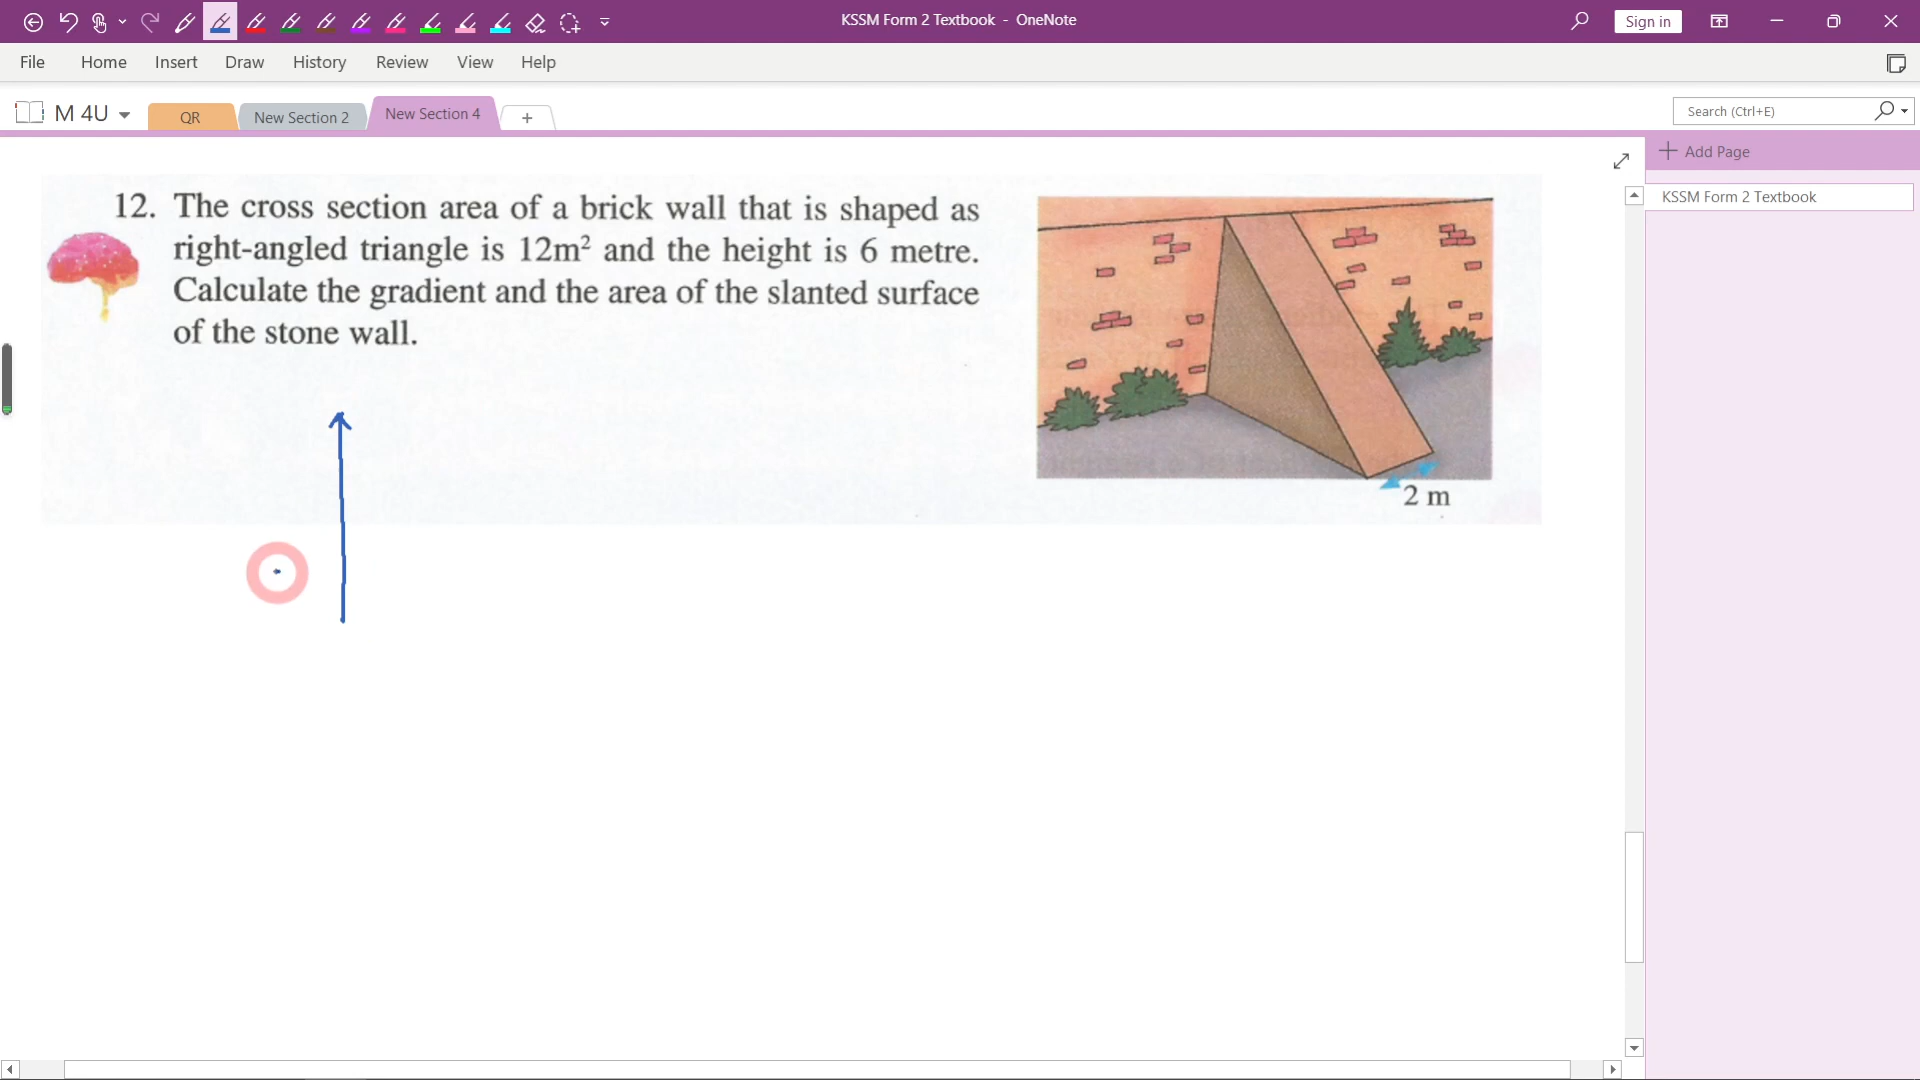 KSSM Form 2 Textbook - OneNote
Sign in
File Home Insert Draw History Review View Help
M 4U QR New Section 2 New Section 4 +
Search (Ctrl+E)
Add Page
KSSM Form 2 Textbook
12. The cross section area of a brick wall that is shaped as
right-angled triangle is 12m² and the height is 6 metre.
Calculate the gradient and the area of the slanted surface
of the stone wall.
2 m